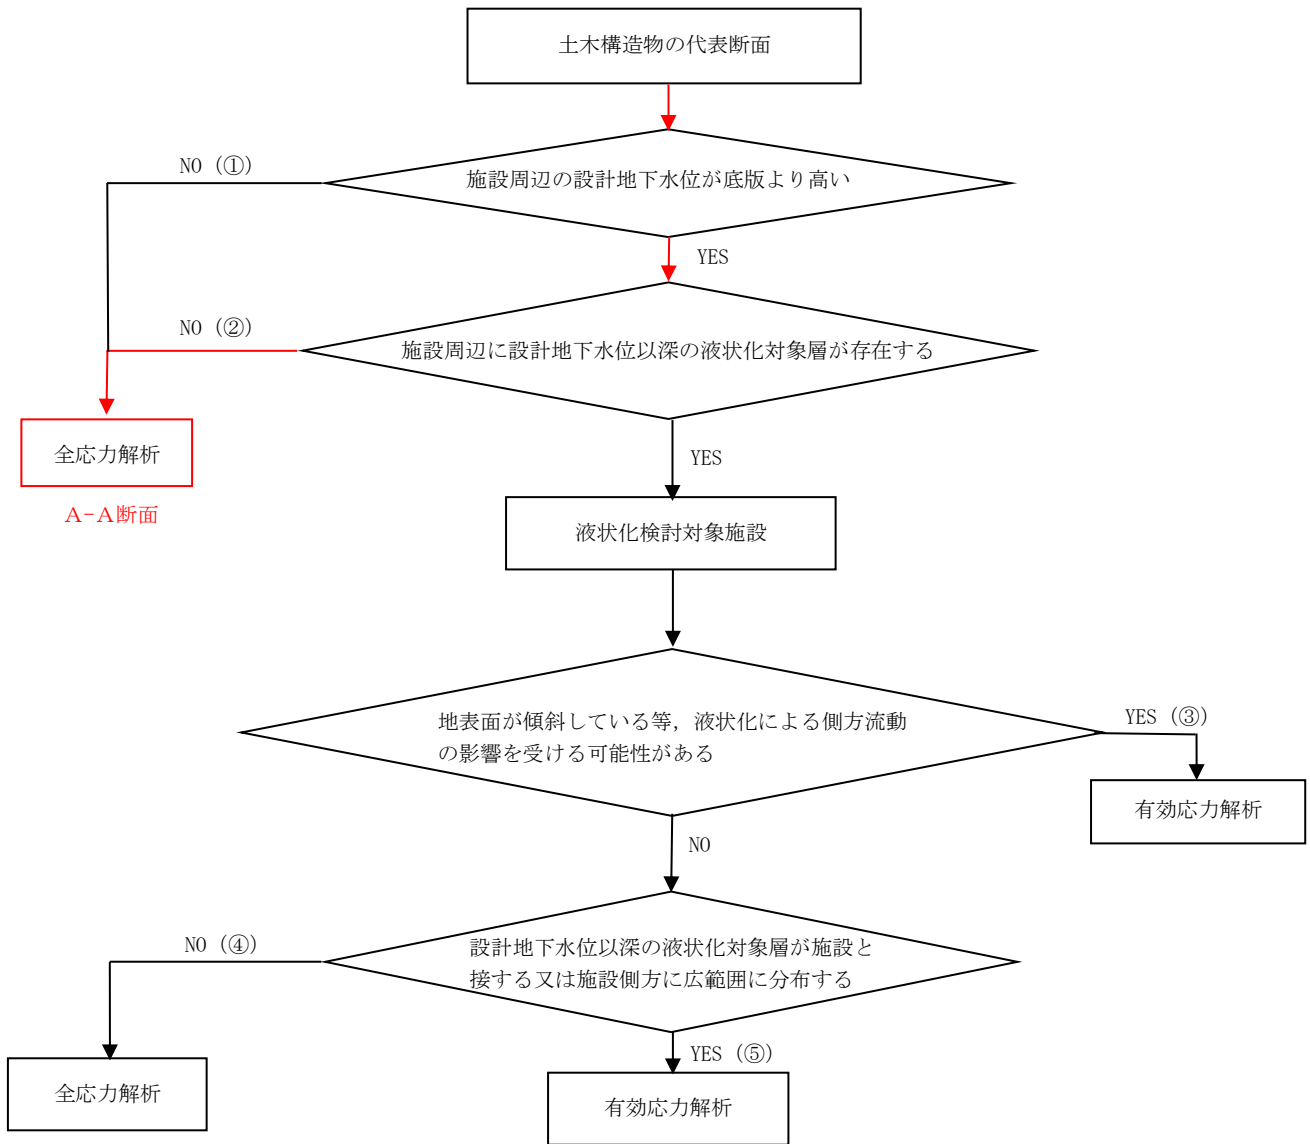 土木構造物の代表断面
NO (①)
施設周辺の設計地下水位が底版より高い
YES
NO (②)
施設周辺に設計地下水位以深の液状化対象層が存在する
全応力解析
A-A断面
YES
液状化検討対象施設
地表面が傾斜している等，液状化による側方流動
の影響を受ける可能性がある
YES (③)
有効応力解析
NO
NO (④)
設計地下水位以深の液状化対象層が施設と
接する又は施設側方に広範囲に分布する
全応力解析
YES (⑤)
有効応力解析